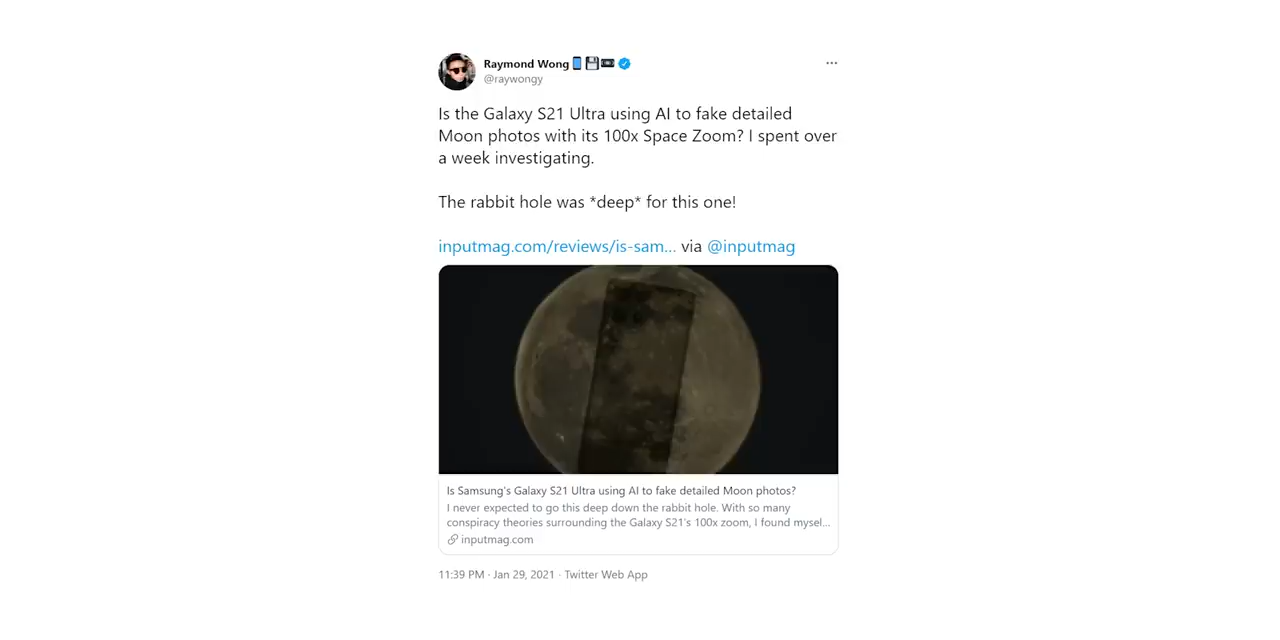 Raymond Wong
@raywongy
Is the Galaxy S21 Ultra using AI to fake detailed
Moon photos with its 100x Space Zoom? I spent over
a week investigating.
The rabbit hole was *deep* for this one!
inputmag.com/reviews/is-sam... via @inputmag
Is Samsung's Galaxy S21 Ultra using AI to fake detailed Moon photos?
I never expected to go this deep down the rabbit hole. With so many
conspiracy theories surrounding the Galaxy S21's 100x zoom, I found mysel...
inputmag.com
11:39 PM · Jan 29, 2021 · Twitter Web App